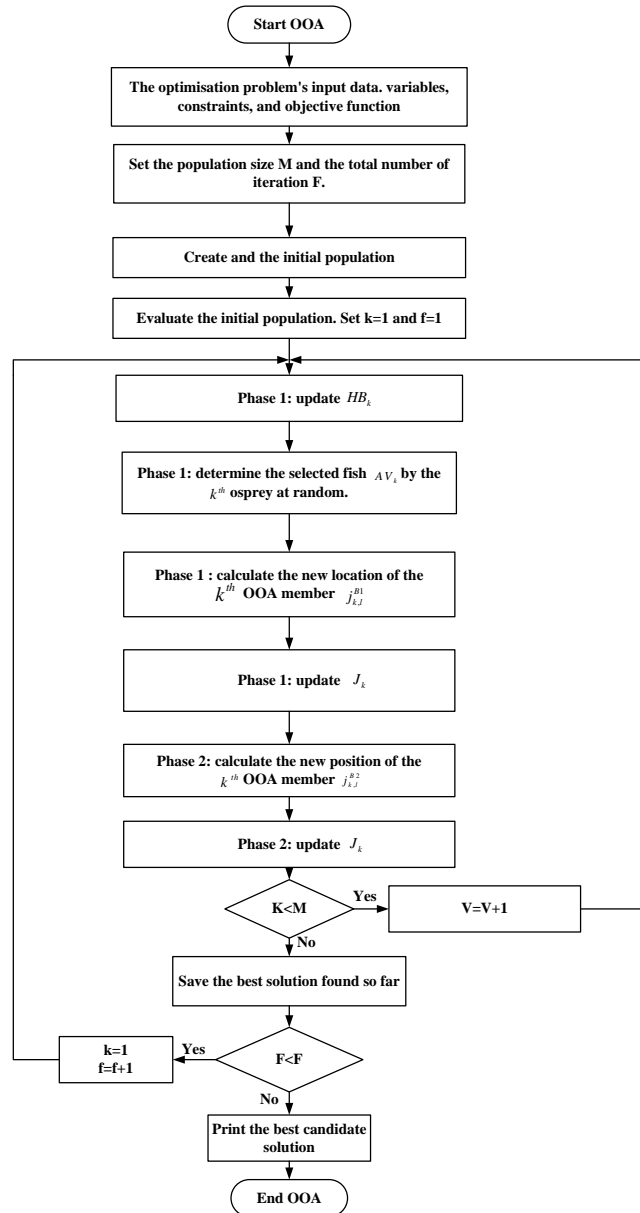 Start OOA
The optimisation problem's input data. variables,
constraints, and objective function
Set the population size M and the total number of
iteration F.
Create and the initial population
Evaluate the initial population. Set k=1 and f=1
Phase 1: update HB_k
Phase 1: determine the selected fish AV_k by the
k^th osprey at random.
Phase 1 : calculate the new location of the
k^th OOA member j_{k,l}^{B1}
Phase 1: update J_k
Phase 2: calculate the new position of the
k^th OOA member j_{k,l}^{B2}
Phase 2: update J_k
K<M
Yes
V=V+1
No
Save the best solution found so far
k=1
f=f+1
Yes
F<F
No
Print the best candidate
solution
End OOA